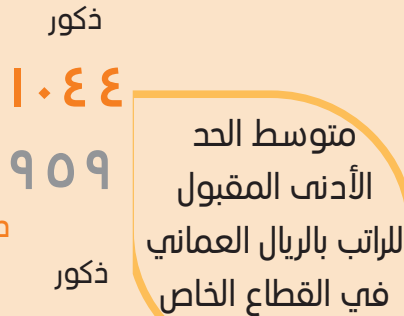 ذكور
١٠٤٤
٩٥٩
ذكور
متوسط الحد
الأدنى المقبول
للراتب بالريال العماني
في القطاع الخاص